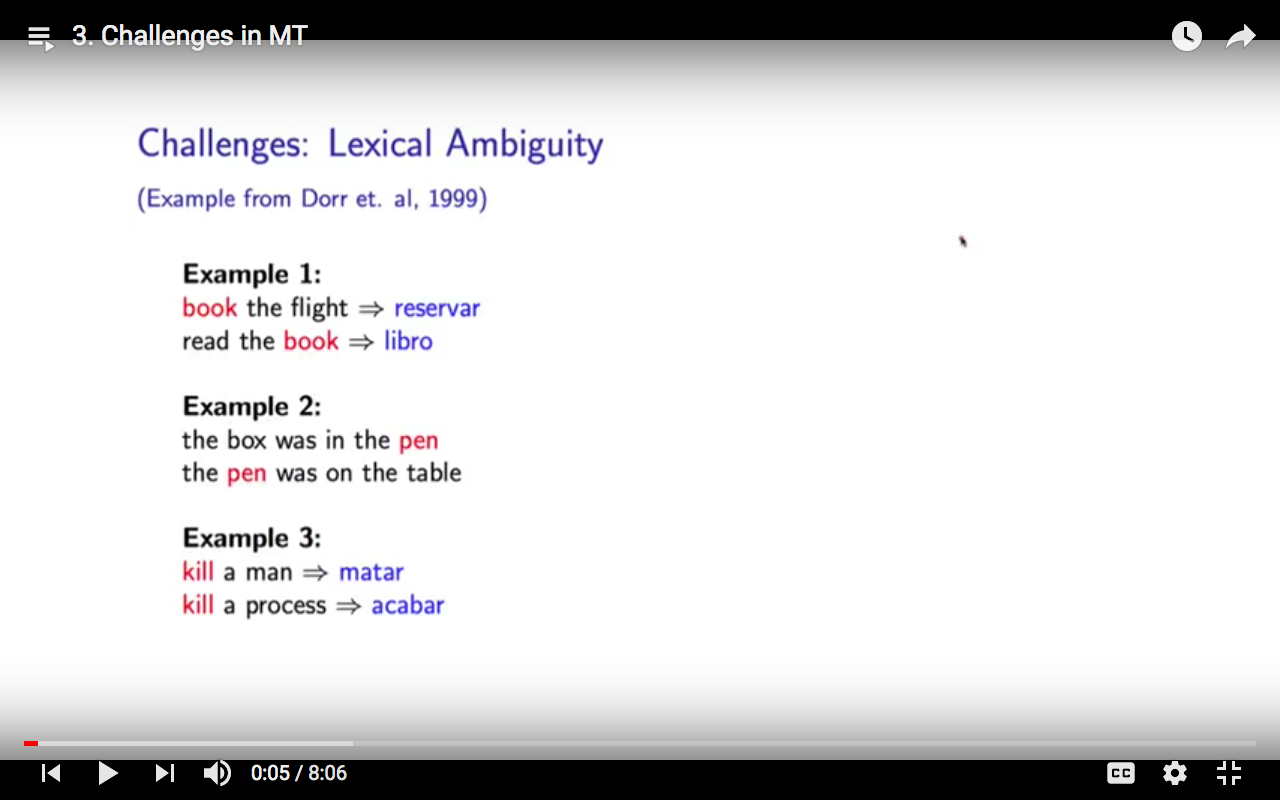 3. Challenges in MT
Challenges: Lexical Ambiguity
(Example from Dorr et. al, 1999)
Example 1:
book the flight ⇒ reservar
read the book ⇒ libro
Example 2:
the box was in the pen
the pen was on the table
Example 3:
kill a man ⇒ matar
kill a process ⇒ acabar
0:05 / 8:06
CC